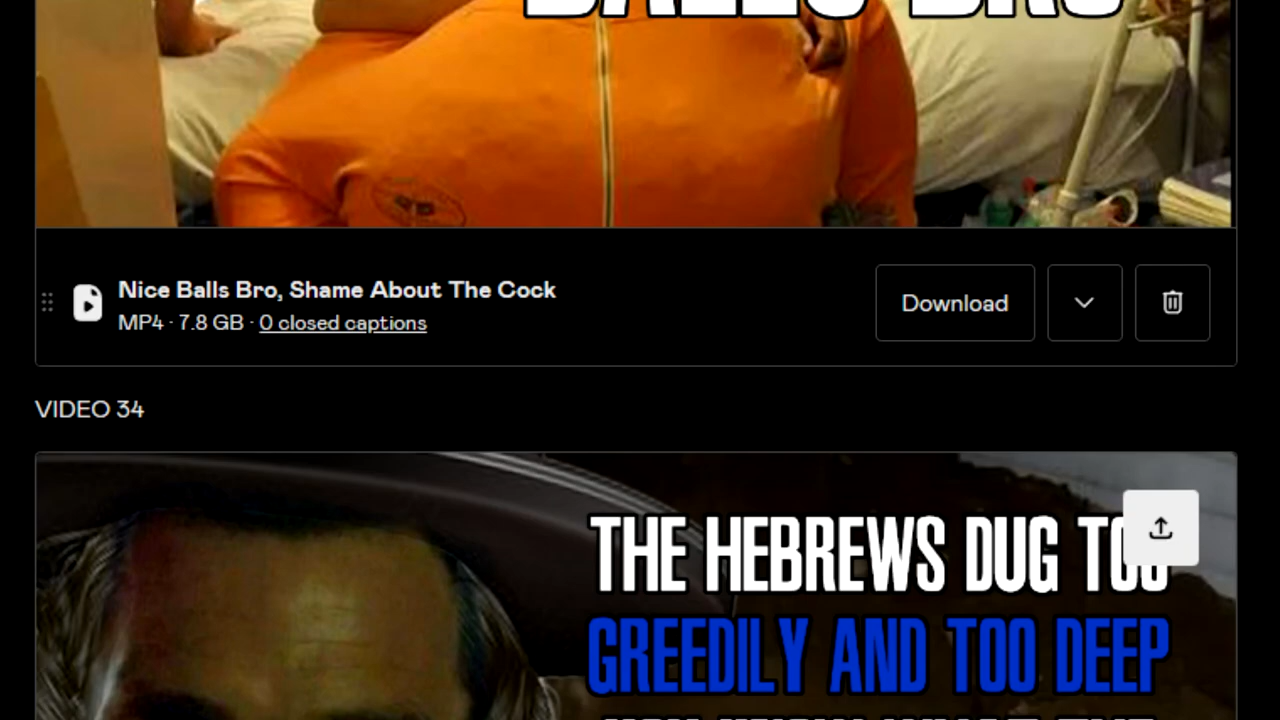 BALLS BRO
Nice Balls Bro, Shame About The Cock
MP4 · 7.8 GB · 0 closed captions
Download
VIDEO 34
THE HEBREWS DUG TOO
GREEDILY AND TOO DEEP